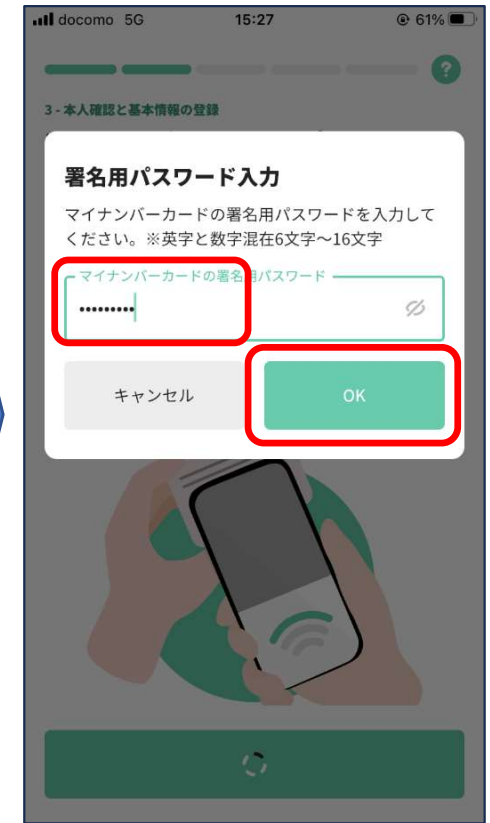 docomo 5G 15:27 61%
?
3 - 本人確認と基本情報の登録
署名用パスワード入力
マイナンバーカードの署名用パスワードを入力して
ください。※英字と数字混在6文字～16文字
マイナンバーカードの署名用パスワード
•••••••••
キャンセル OK